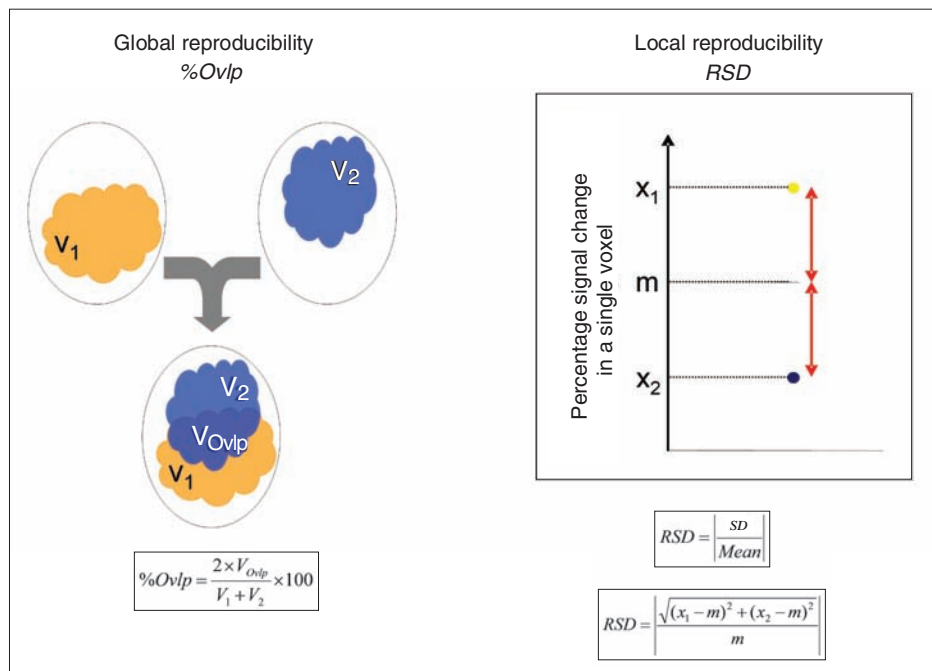 Global reproducibility
%Ovlp
V1
V2
V2
VOvlp
V1
%Ovlp = 2 × VOvlp / V1 + V2 × 100
Local reproducibility
RSD
Percentage signal change
in a single voxel
x1
m
x2
RSD = | SD / Mean |
RSD = | √(x1 − m)² + (x2 − m)² / m |